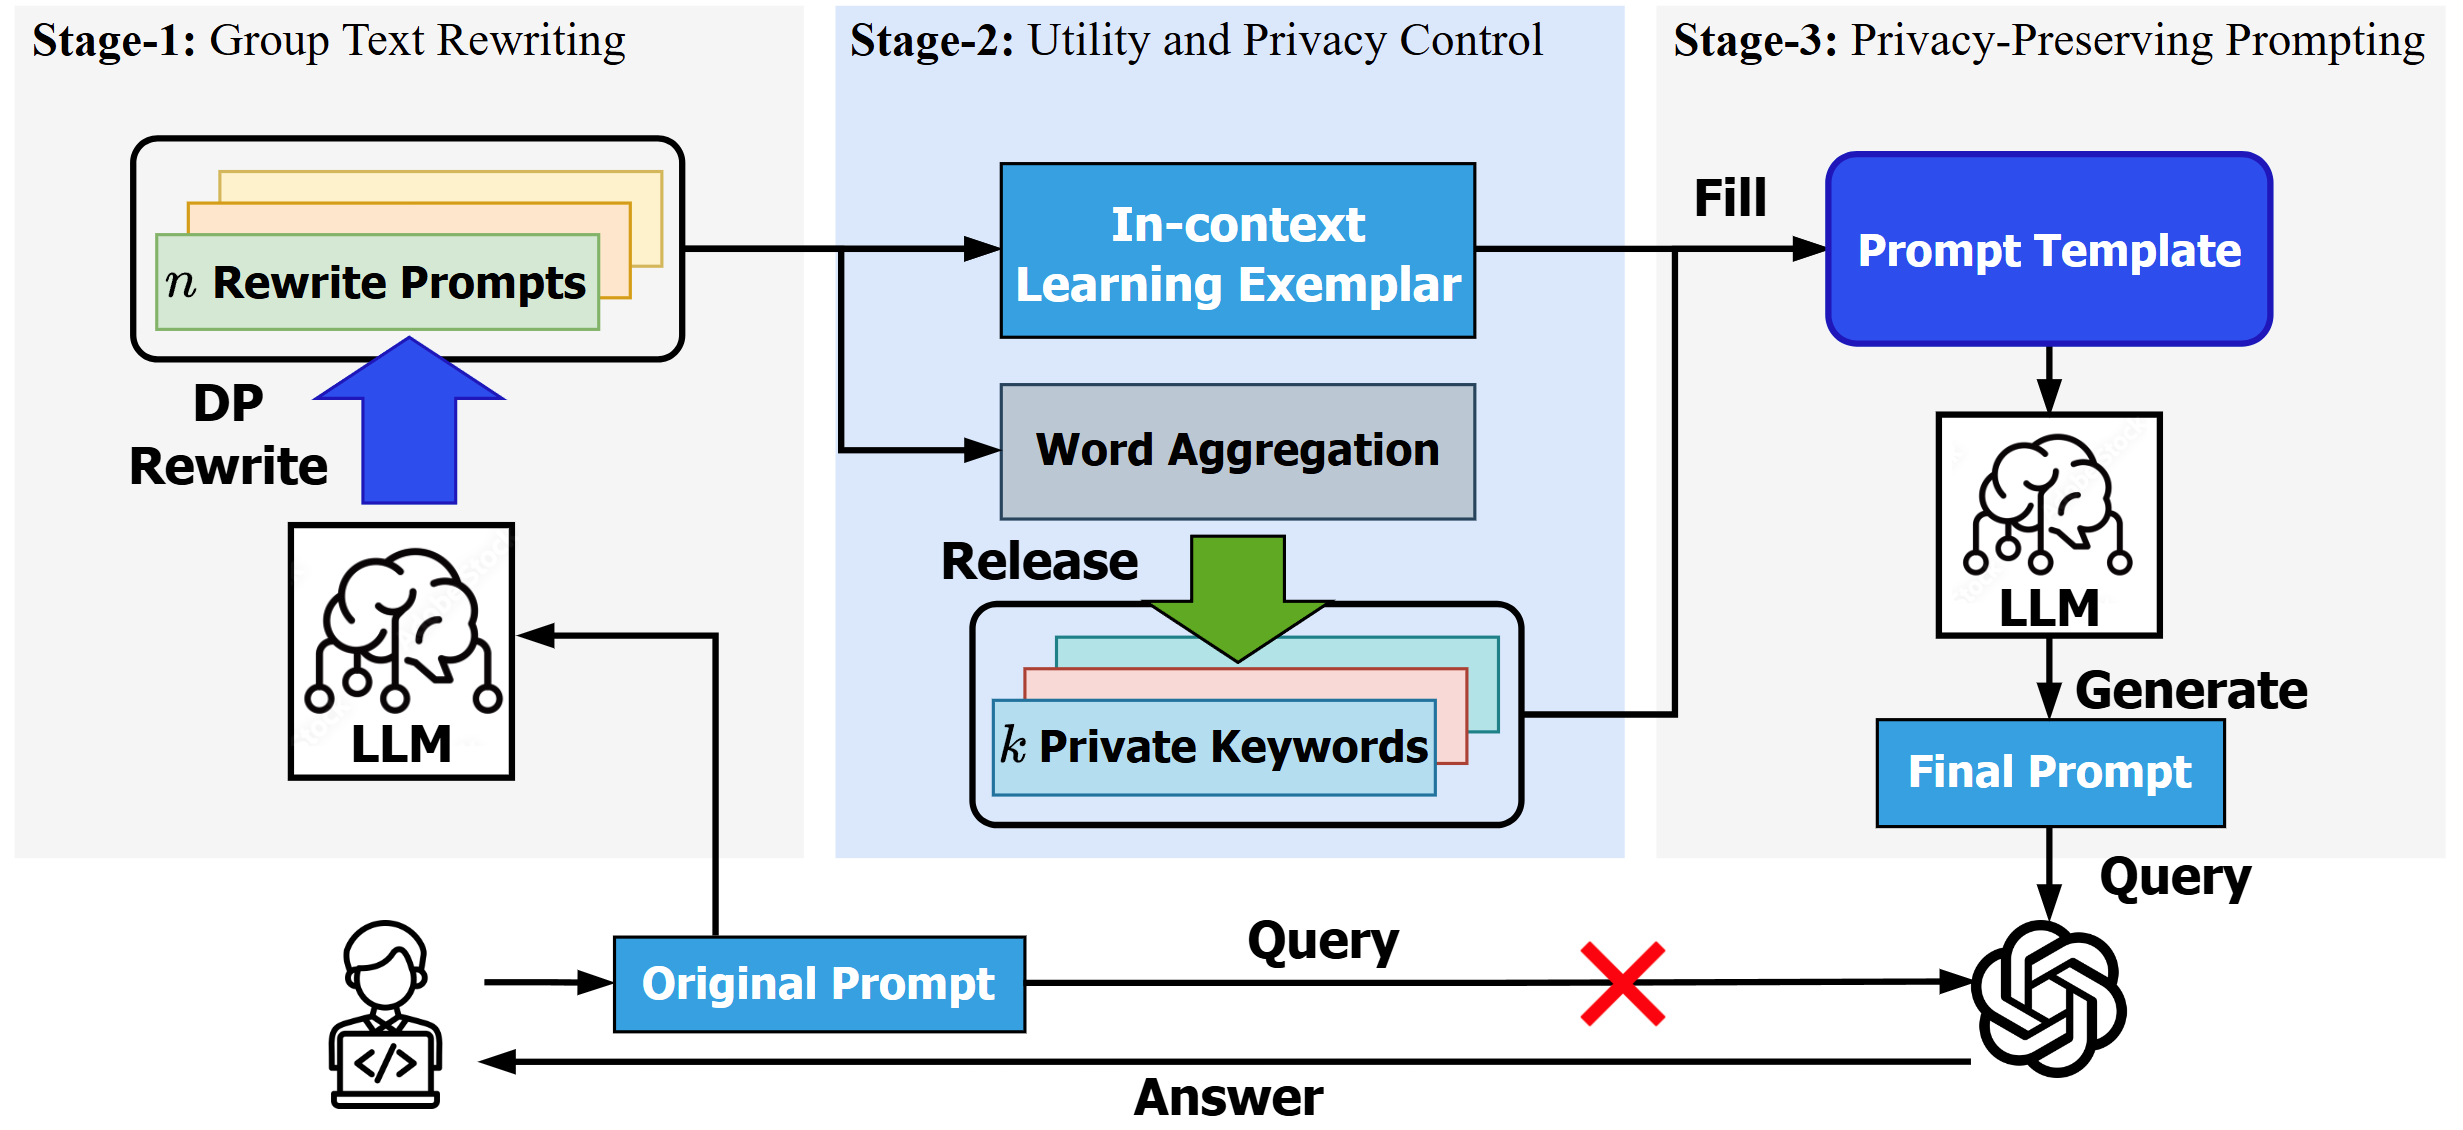 Stage-1: Group Text Rewriting
n Rewrite Prompts
DP
Rewrite
LLM
Stage-2: Utility and Privacy Control
In-context
Learning Exemplar
Word Aggregation
Release
k Private Keywords
Stage-3: Privacy-Preserving Prompting
Fill
Prompt Template
LLM
Generate
Final Prompt
Query
Original Prompt
Query
Answer